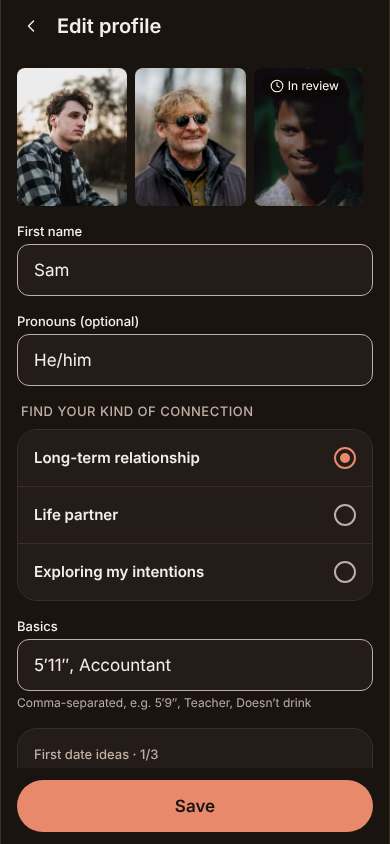 Edit profile
In review
First name
Sam
Pronouns (optional)
He/him
FIND YOUR KIND OF CONNECTION
Long-term relationship
Life partner
Exploring my intentions
Basics
5′11″, Accountant
Comma-separated, e.g. 5′9″, Teacher, Doesn’t drink
First date ideas · 1/3
Save